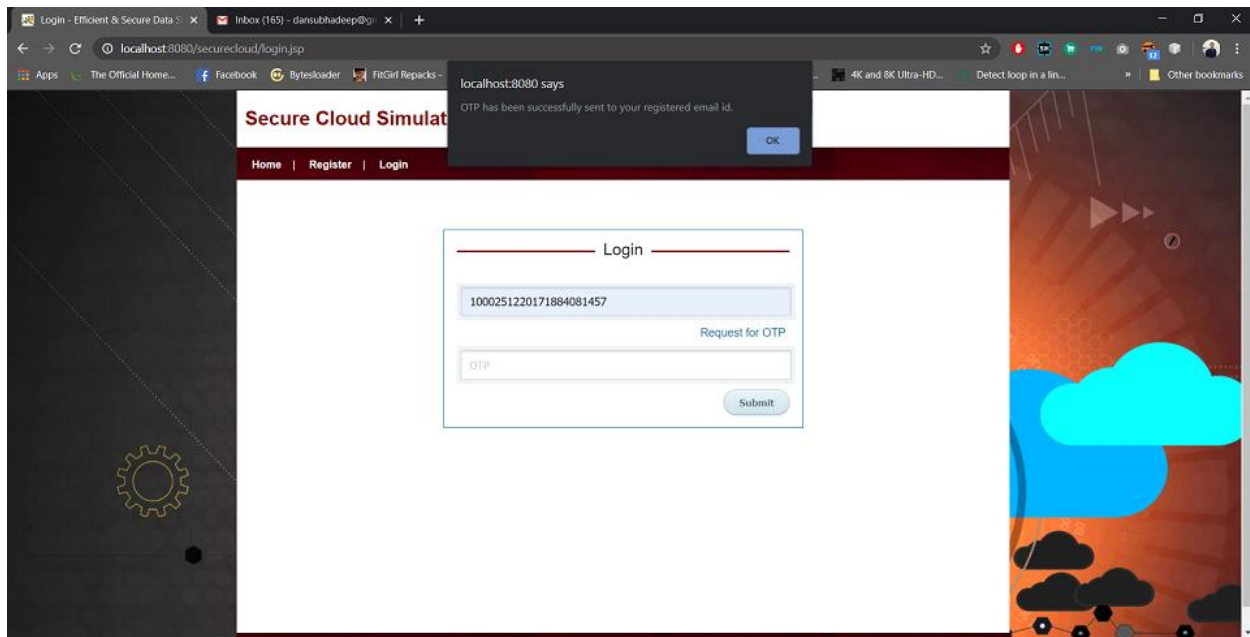 Login - Efficient & Secure Data S
Inbox (165) - dansubhadeep@gm
localhost:8080/securecloud/login.jsp
12
Apps
The Official Home...
Facebook
Bytesloader
FitGirl Repacks -
4K and 8K Ultra-HD...
Detect loop in a lin...
»
Other bookmarks
localhost:8080 says
OTP has been successfully sent to your registered email id.
OK
Secure Cloud Simulat
Home | Register | Login
Login
1000251220171884081457
Request for OTP
OTP
Submit